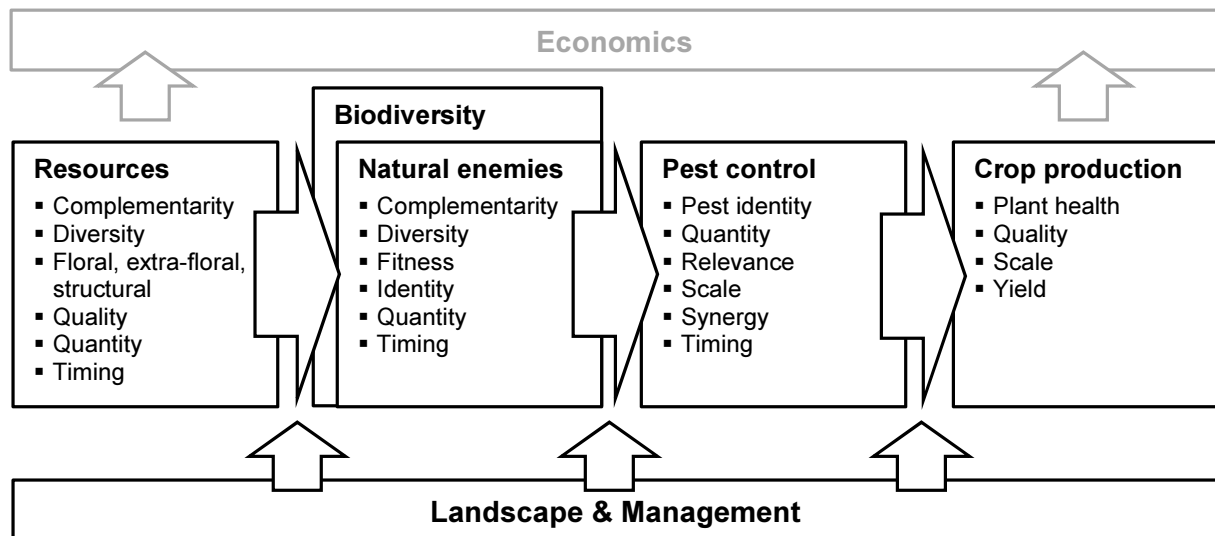 Economics
Biodiversity
Resources
▪ Complementarity
▪ Diversity
▪ Floral, extra-floral,
structural
▪ Quality
▪ Quantity
▪ Timing
Natural enemies
▪ Complementarity
▪ Diversity
▪ Fitness
▪ Identity
▪ Quantity
▪ Timing
Pest control
▪ Pest identity
▪ Quantity
▪ Relevance
▪ Scale
▪ Synergy
▪ Timing
Crop production
▪ Plant health
▪ Quality
▪ Scale
▪ Yield
Landscape & Management